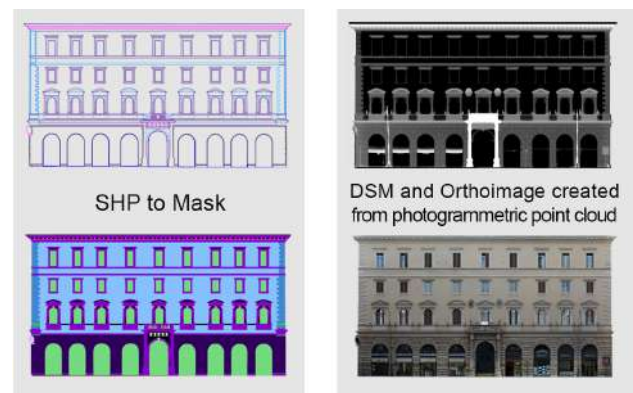 SHP to Mask
DSM and Orthoimage created
from photogrammetric point cloud